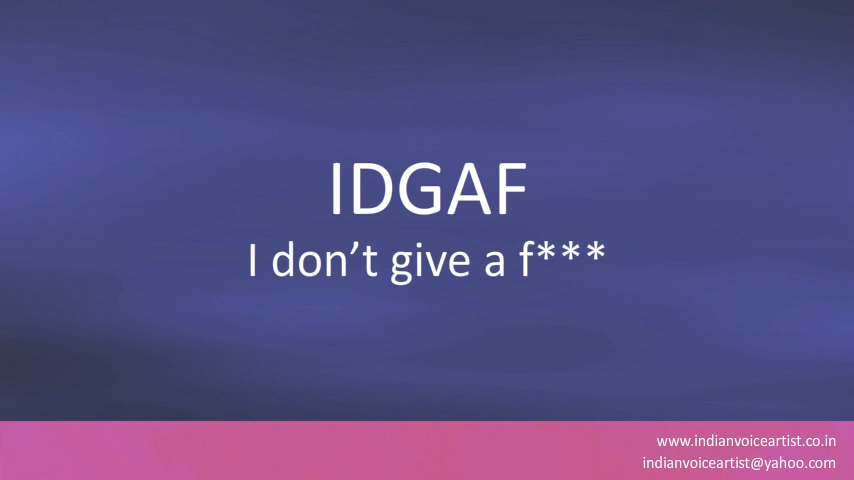 IDGAF
I don’t give a f***
www.indianvoiceartist.co.in
indianvoiceartist@yahoo.com